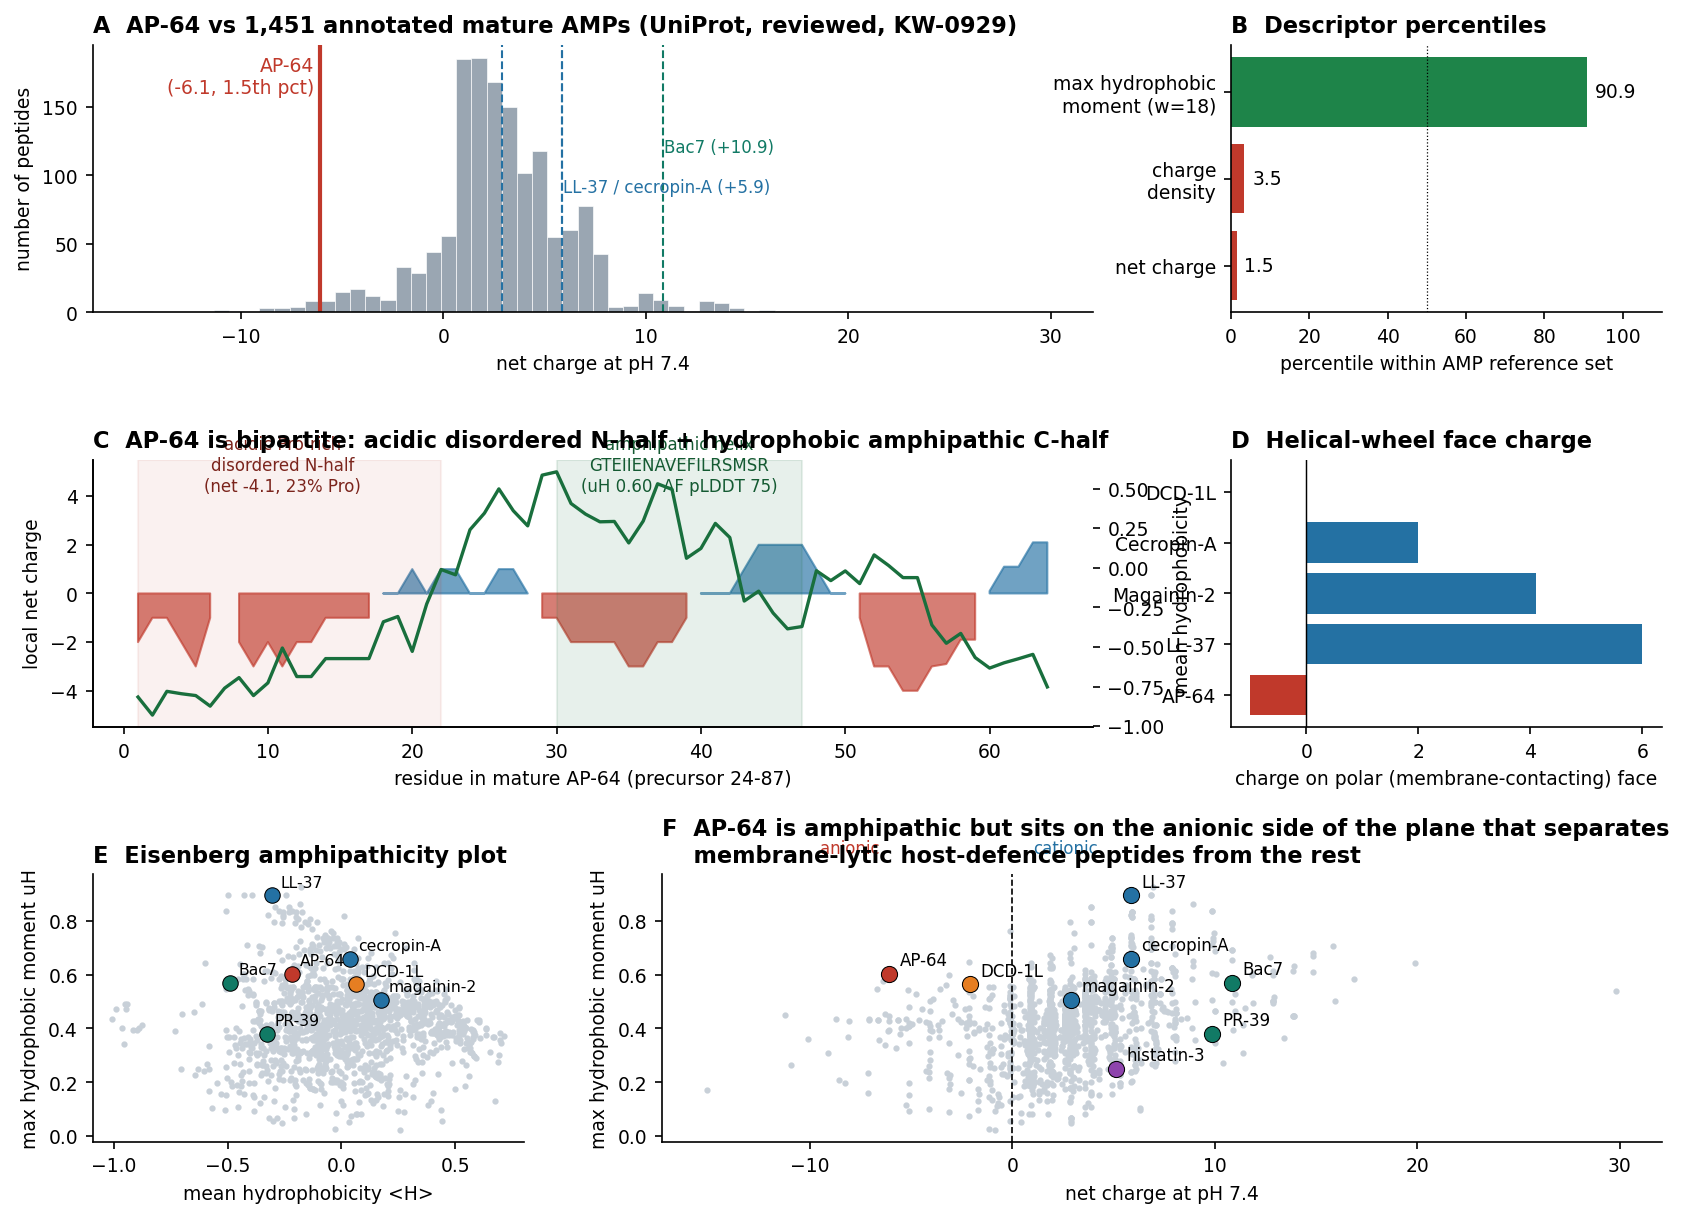 A  AP-64 vs 1,451 annotated mature AMPs (UniProt, reviewed, KW-0929)
number of peptides
150
100
50
0
AP-64
(-6.1, 1.5th pct)
Bac7 (+10.9)
LL-37 / cecropin-A (+5.9)
−10
0
10
20
30
net charge at pH 7.4
B  Descriptor percentiles
max hydrophobic
moment (w=18)
90.9
charge
density
3.5
net charge
1.5
0
20
40
60
80
100
percentile within AMP reference set
C  AP-64 is bipartite: acidic disordered N-half + hydrophobic amphipathic C-half
acidic Pro-rich
disordered N-half
(net -4.1, 23% Pro)
amphipathic helix
GTEIIENAVEFILRSMSR
(uH 0.60, AF pLDDT 75)
local net charge
4
2
0
−2
−4
0.50
0.25
0.00
−0.25
−0.50
−0.75
−1.00
mean hydrophobicity
0
10
20
30
40
50
60
residue in mature AP-64 (precursor 24-87)
D  Helical-wheel face charge
DCD-1L
Cecropin-A
Magainin-2
LL-37
AP-64
0
2
4
6
charge on polar (membrane-contacting) face
E  Eisenberg amphipathicity plot
max hydrophobic moment uH
0.8
0.6
0.4
0.2
0.0
LL-37
cecropin-A
AP-64
DCD-1L
Bac7
magainin-2
PR-39
−1.0
−0.5
0.0
0.5
mean hydrophobicity <H>
F  AP-64 is amphipathic but sits on the anionic side of the plane that separates
membrane-lytic host-defence peptides from the rest
anionic
cationic
max hydrophobic moment uH
0.8
0.6
0.4
0.2
0.0
LL-37
cecropin-A
AP-64
DCD-1L
Bac7
magainin-2
PR-39
histatin-3
−10
0
10
20
30
net charge at pH 7.4